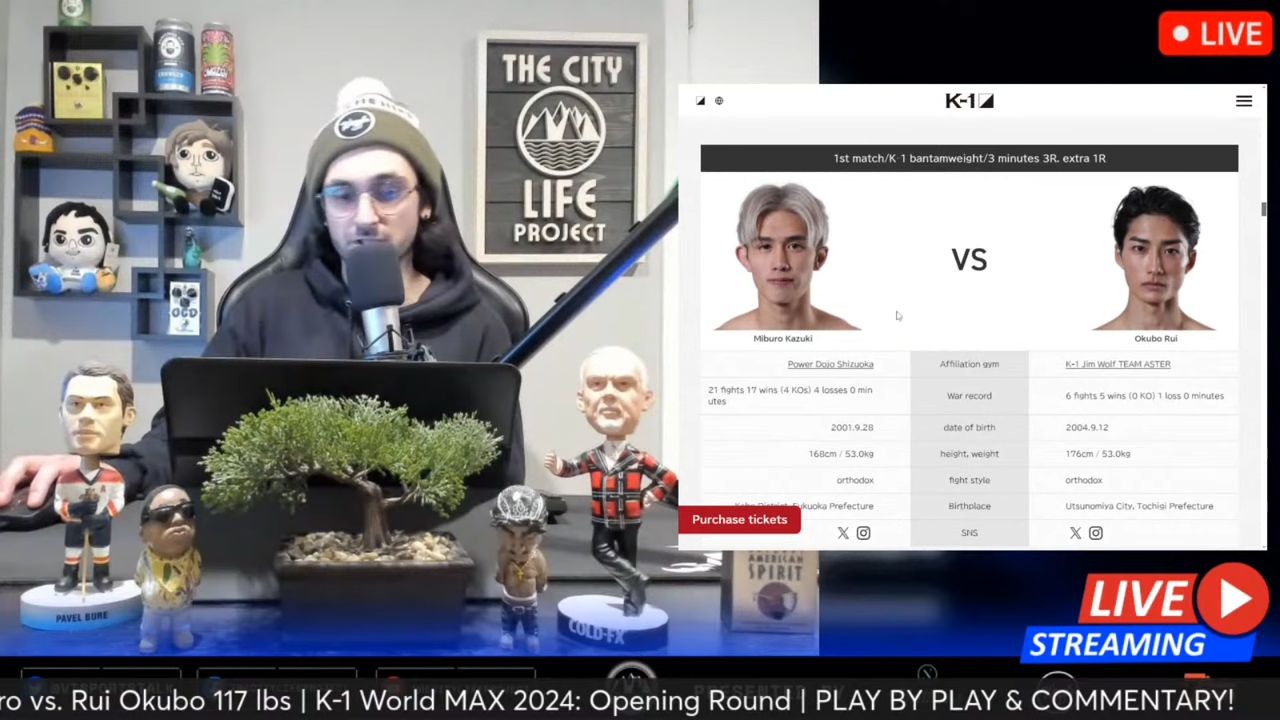 LIVE
THE CITY
LIFE
PROJECT
OCD
PAVEL BURE
COLD-FX
AMERICAN
SPIRIT
K-1
1st match/K-1 bantamweight/3 minutes 3R, extra 1R
VS
Miburo Kazuki
Okubo Rui
Power Dojo Shizuoka
Affiliation gym
K-1 Jim Wolf TEAM ASTER
21 fights 17 wins (4 KOs) 4 losses 0 min
utes
War record
6 fights 5 wins (0 KO) 1 loss 0 minutes
2001.9.28
date of birth
2004.9.12
168cm / 53.0kg
height, weight
176cm / 53.0kg
orthodox
fight style
orthodox
Fukuoka Prefecture
Birthplace
Utsunomiya City, Tochigi Prefecture
Purchase tickets
SNS
LIVE
STREAMING
ro vs. Rui Okubo 117 lbs | K-1 World MAX 2024: Opening Round | PLAY BY PLAY & COMMENTARY!